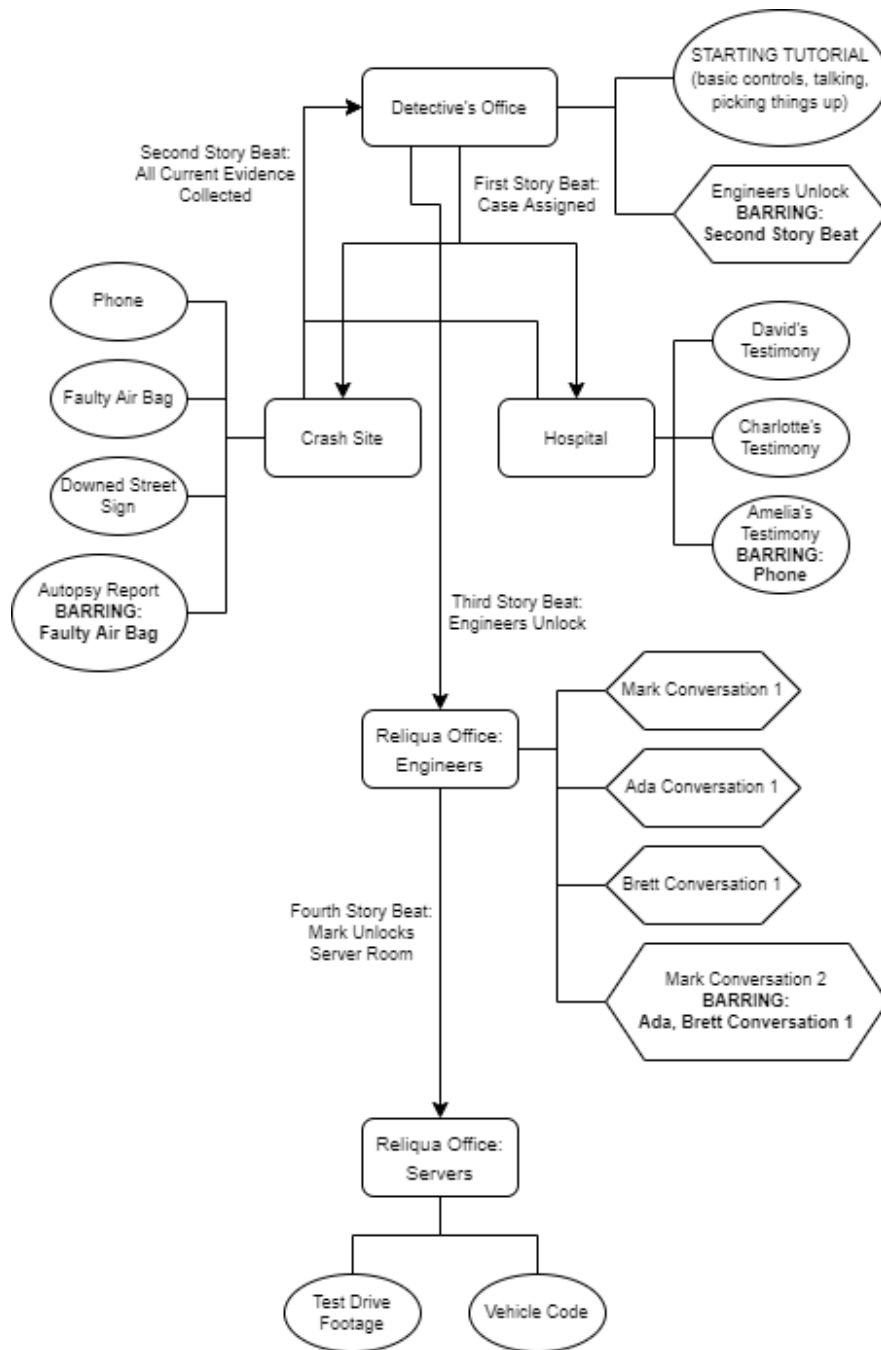 STARTING TUTORIAL
(basic controls, talking,
picking things up)
Detective's Office
Second Story Beat:
All Current Evidence
Collected
First Story Beat:
Case Assigned
Engineers Unlock
BARRING:
Second Story Beat
Phone
David's
Testimony
Faulty Air Bag
Crash Site
Hospital
Charlotte's
Testimony
Downed Street
Sign
Amelia's
Testimony
BARRING:
Phone
Autopsy Report
BARRING:
Faulty Air Bag
Third Story Beat:
Engineers Unlock
Mark Conversation 1
Reliqua Office:
Engineers
Ada Conversation 1
Brett Conversation 1
Fourth Story Beat:
Mark Unlocks
Server Room
Mark Conversation 2
BARRING:
Ada, Brett Conversation 1
Reliqua Office:
Servers
Test Drive
Footage
Vehicle Code